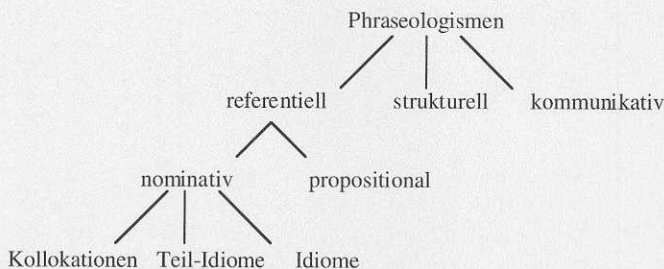 Phraseologismen
referentiell strukturell kommunikativ
nominativ propositional
Kollokationen Teil-Idiome Idiome